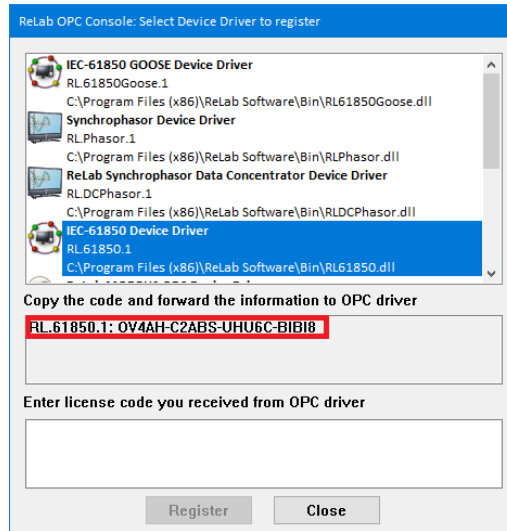 ReLab OPC Console: Select Device Driver to register
IEC-61850 GOOSE Device Driver
RL.61850Goose.1
C:\Program Files (x86)\ReLab Software\Bin\RL61850Goose.dll
Synchrophasor Device Driver
RL.Phasor.1
C:\Program Files (x86)\ReLab Software\Bin\RLPhasor.dll
ReLab Synchrophasor Data Concentrator Device Driver
RL.DCPhasor.1
C:\Program Files (x86)\ReLab Software\Bin\RLDCPhasor.dll
IEC-61850 Device Driver
RL.61850.1
C:\Program Files (x86)\ReLab Software\Bin\RL61850.dll
Copy the code and forward the information to OPC driver
RL.61850.1: OV4AH-C2ABS-UHU6C-BIBI8
Enter license code you received from OPC driver
Register
Close